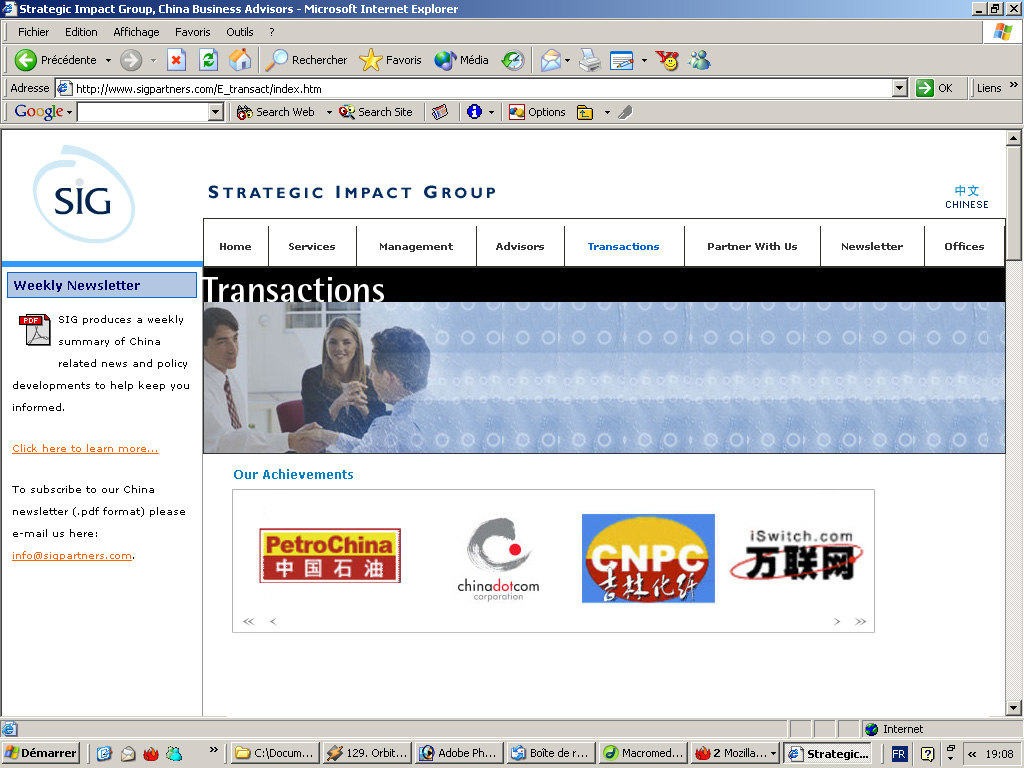 Strategic Impact Group, China Business Advisors - Microsoft Internet Explorer
Fichier Edition Affichage Favoris Outils ?
Précédente Rechercher Favoris Média
Adresse http://www.sigpartners.com/E_transact/index.htm OK Liens »
Google Search Web Search Site Options
SIG
STRATEGIC IMPACT GROUP
中文
CHINESE
Home Services Management Advisors Transactions Partner With Us Newsletter Offices
Transactions
Weekly Newsletter
PDF
SIG produces a weekly
summary of China
related news and policy
developments to help keep you
informed.
Click here to learn more...
To subscribe to our China
newsletter (.pdf format) please
e-mail us here:
info@sigpartners.com.
Our Achievements
PetroChina
中国石油
chinadotcom
corporation
CNPC
吉林化纤
iSwitch.com
万联网
<< < > >>
Internet
Démarrer » C:\Docum... 129. Orbit... Adobe Ph... Boîte de r... Macromed... 2 Mozilla... Strategic... FR « 19:08